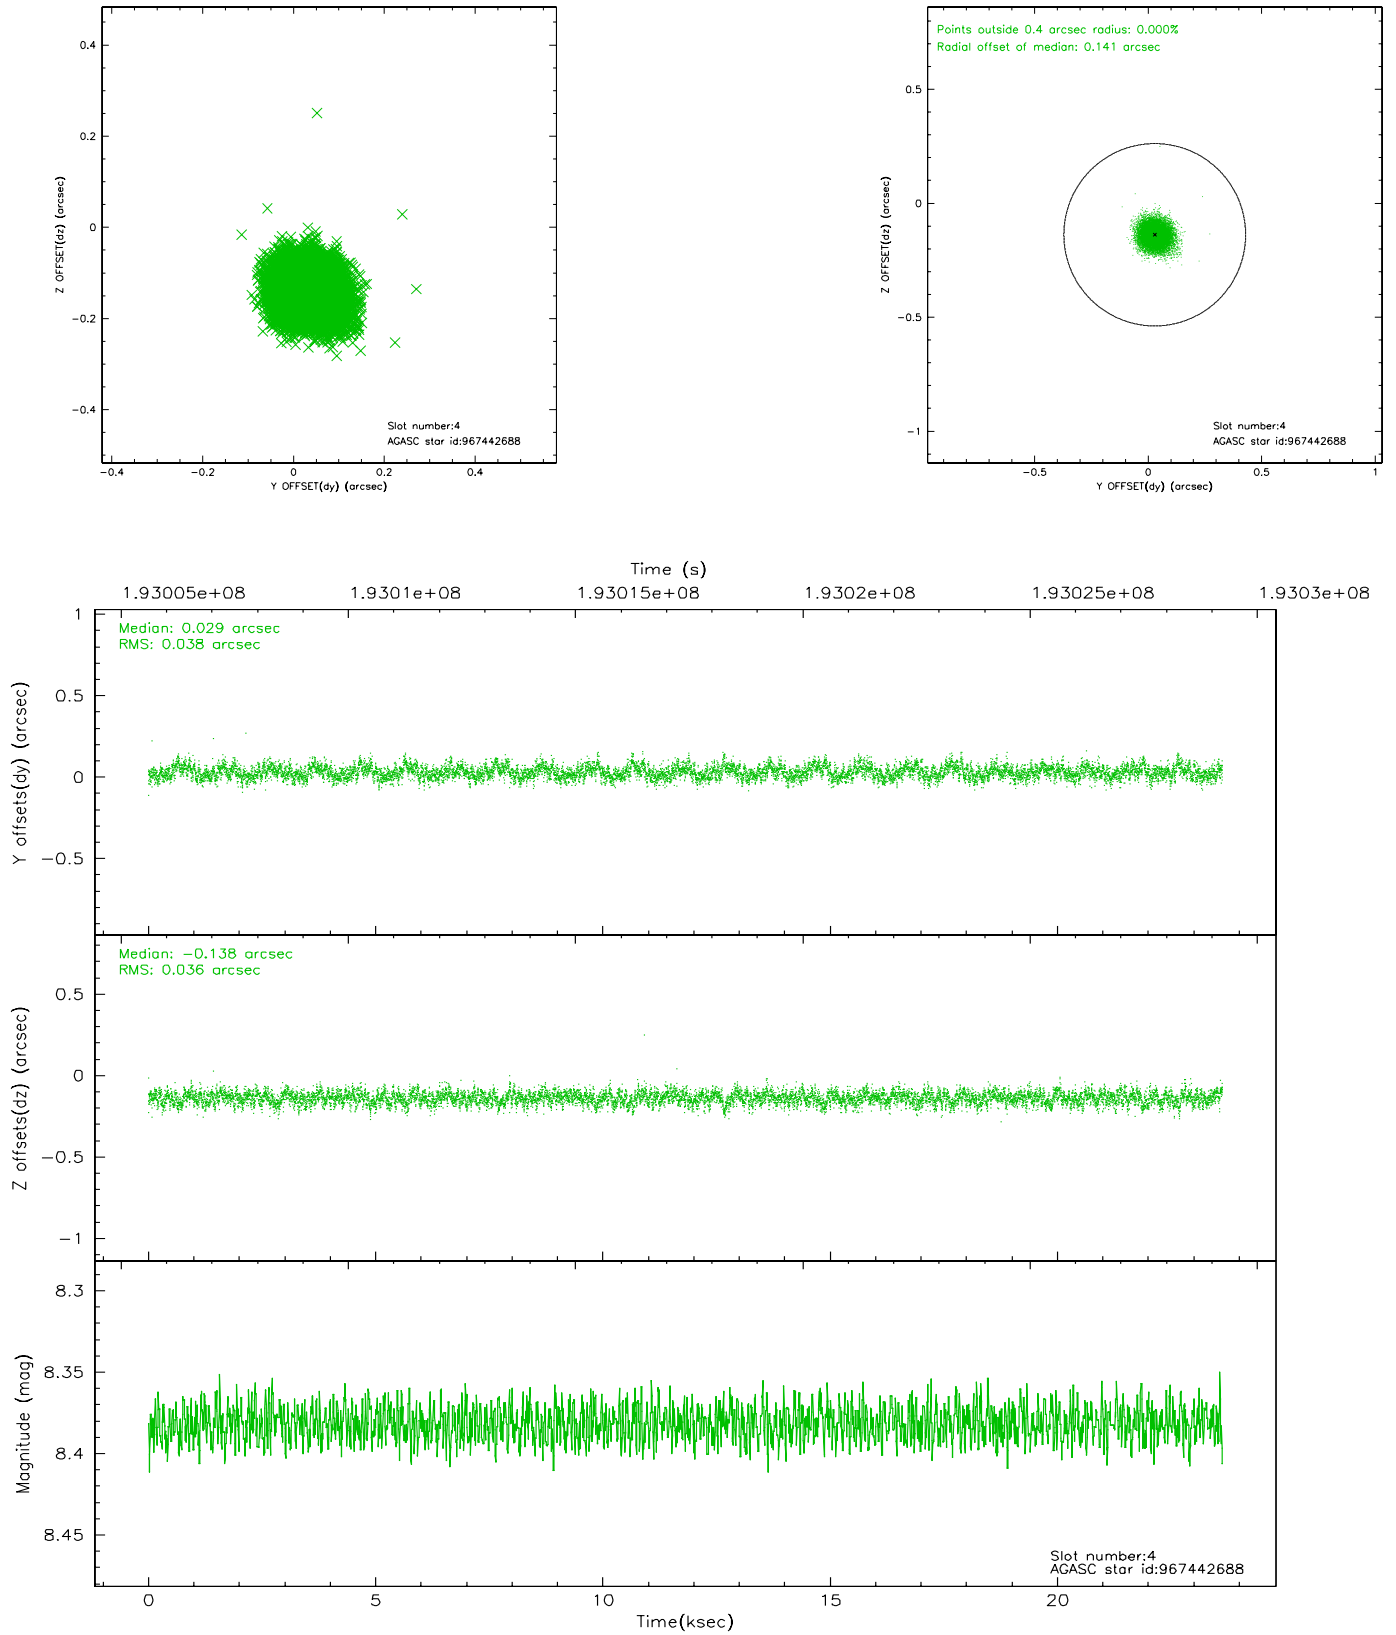 0.4
0.2
0
−0.2
−0.4
Z OFFSET(dz) (arcsec)
−0.4 −0.2 0 0.2 0.4
Y OFFSET(dy) (arcsec)
Slot number:4
AGASC star id:967442688
Points outside 0.4 arcsec radius: 0.000%
Radial offset of median: 0.141 arcsec
0.5
0
−0.5
−1
Z OFFSET(dz) (arcsec)
−0.5 0 0.5 1
Y OFFSET(dy) (arcsec)
Slot number:4
AGASC star id:967442688
Time (s)
1.93005e+08 1.9301e+08 1.93015e+08 1.9302e+08 1.93025e+08 1.9303e+08
Median: 0.029 arcsec
RMS: 0.038 arcsec
1
0.5
0
−0.5
Y offsets(dy) (arcsec)
Median: −0.138 arcsec
RMS: 0.036 arcsec
0.5
0
−0.5
−1
Z offsets(dz) (arcsec)
8.3
8.35
8.4
8.45
Magnitude (mag)
Slot number:4
AGASC star id:967442688
0 5 10 15 20
Time(ksec)